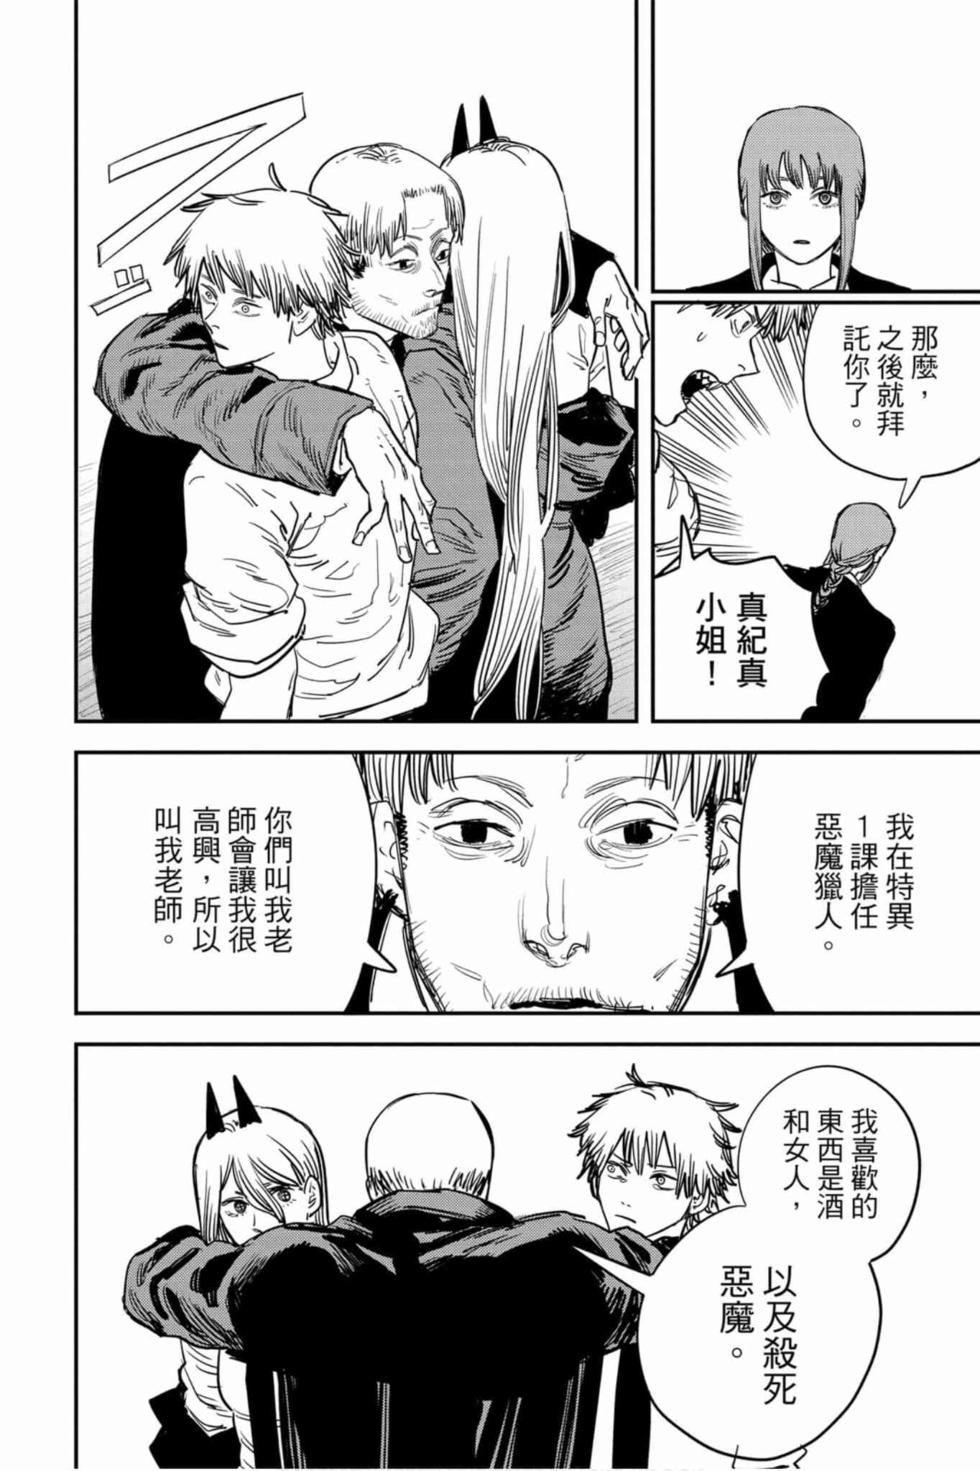 那麼，
之後就拜
託你了。
真紀真
小姐！
我在特異
1課擔任
惡魔獵人。
你們叫我老
師會讓我很
高興，所以
叫我老師。
我喜歡的
東西是酒
和女人，
以及殺死
惡魔。